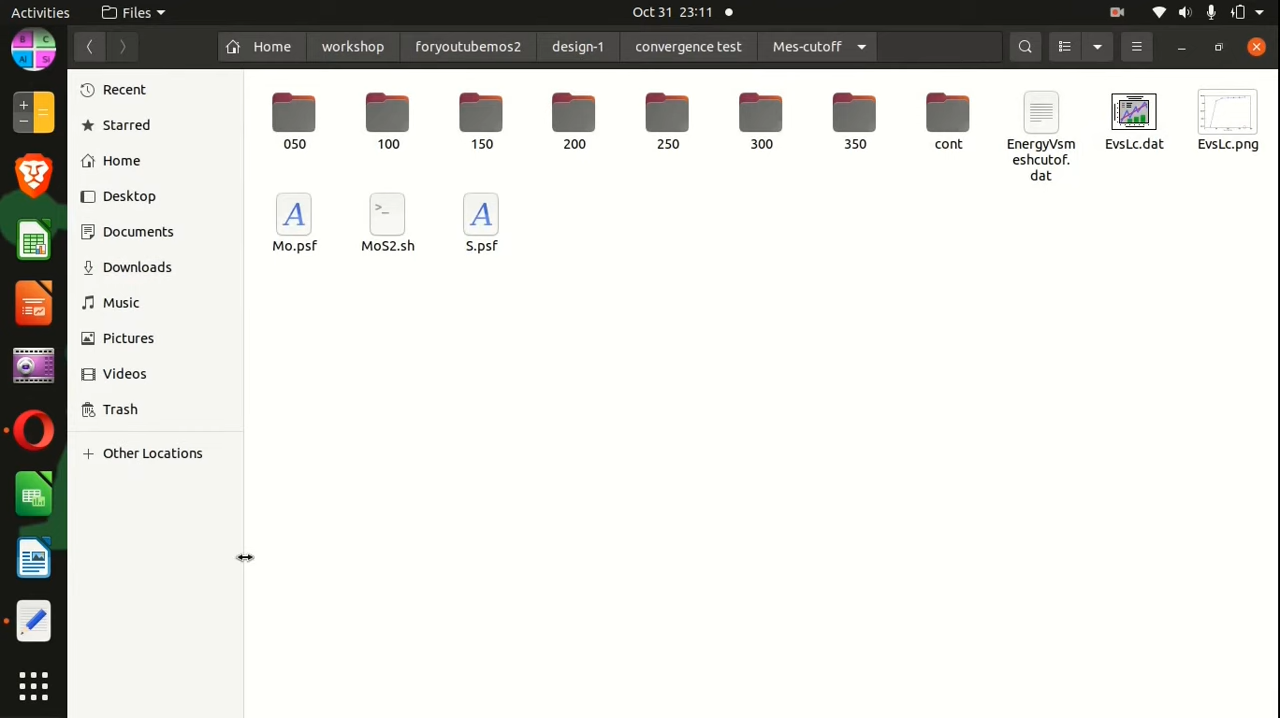 Activities
Files
Oct 31 23:11
Home
workshop
foryoutubemos2
design-1
convergence test
Mes-cutoff
Recent
Starred
Home
Desktop
Documents
Downloads
Music
Pictures
Videos
Trash
Other Locations
050
100
150
200
250
300
350
cont
EnergyVsm
eshcutof.
dat
EvsLc.dat
EvsLc.png
Mo.psf
MoS2.sh
S.psf